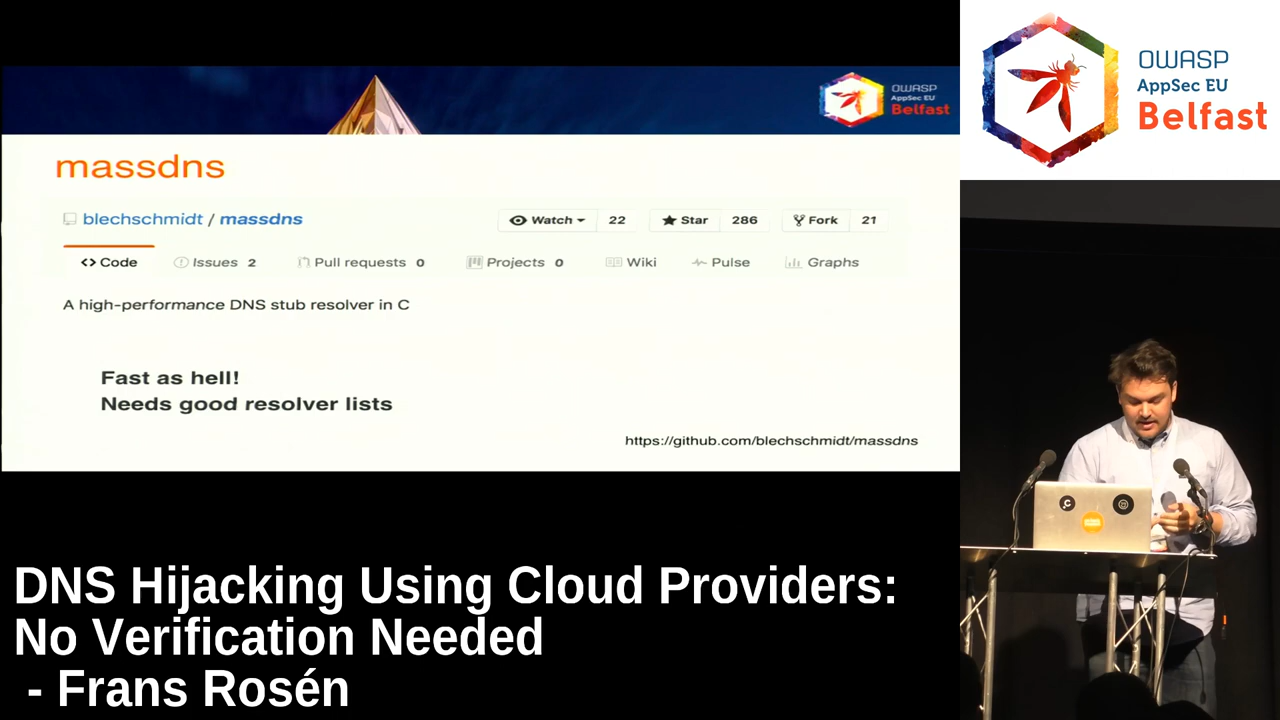 OWASP
AppSec EU
Belfast
massdns
blechschmidt / massdns
Watch 22
Star 286
Fork 21
<> Code
Issues 2
Pull requests 0
Projects 0
Wiki
Pulse
Graphs
A high-performance DNS stub resolver in C
Fast as hell!
Needs good resolver lists
https://github.com/blechschmidt/massdns
DNS Hijacking Using Cloud Providers:
No Verification Needed
- Frans Rosén
OWASP
AppSec EU
Belfast